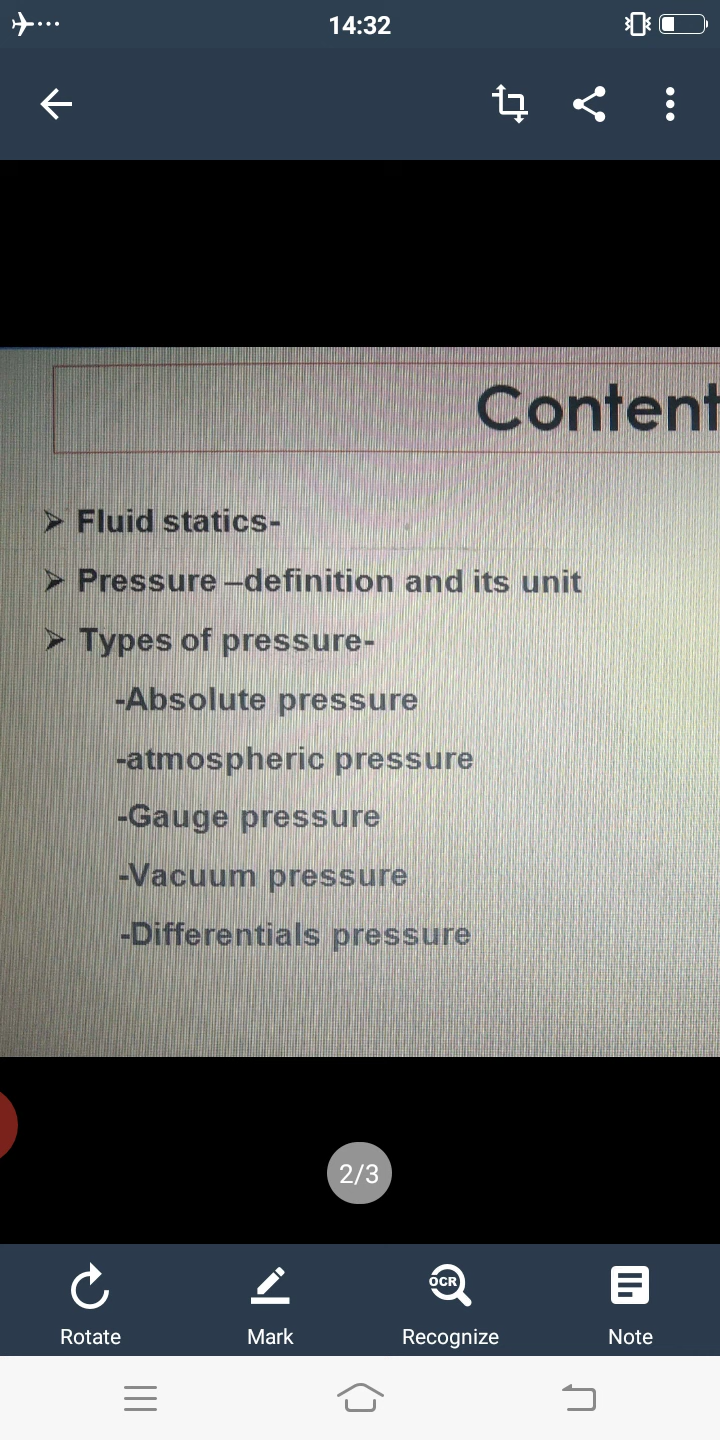 14:32
Content
➢ Fluid statics-
➢ Pressure –definition and its unit
➢ Types of pressure-
-Absolute pressure
-atmospheric pressure
-Gauge pressure
-Vacuum pressure
-Differentials pressure
2/3
OCR
Rotate Mark Recognize Note